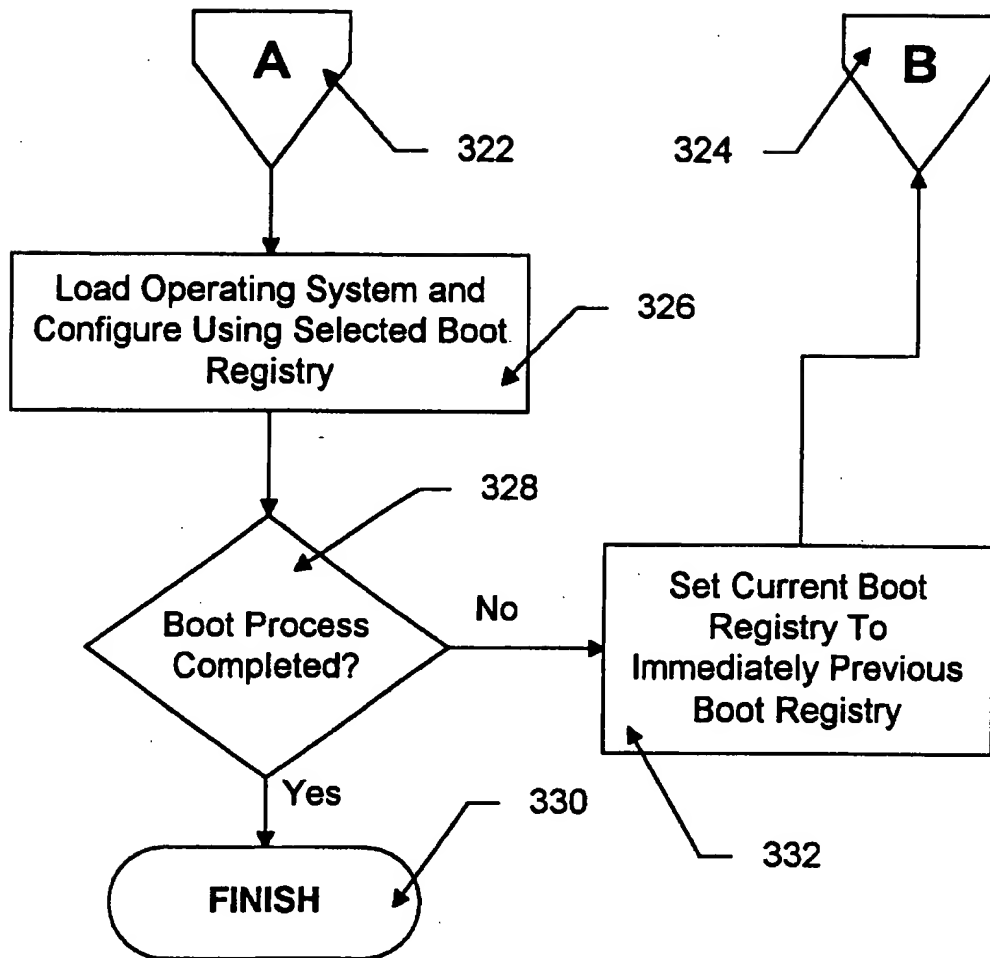 A
B
322
324
Load Operating System and
Configure Using Selected Boot
Registry
326
328
Boot Process
Completed?
No
Set Current Boot
Registry To
Immediately Previous
Boot Registry
Yes
330
332
FINISH